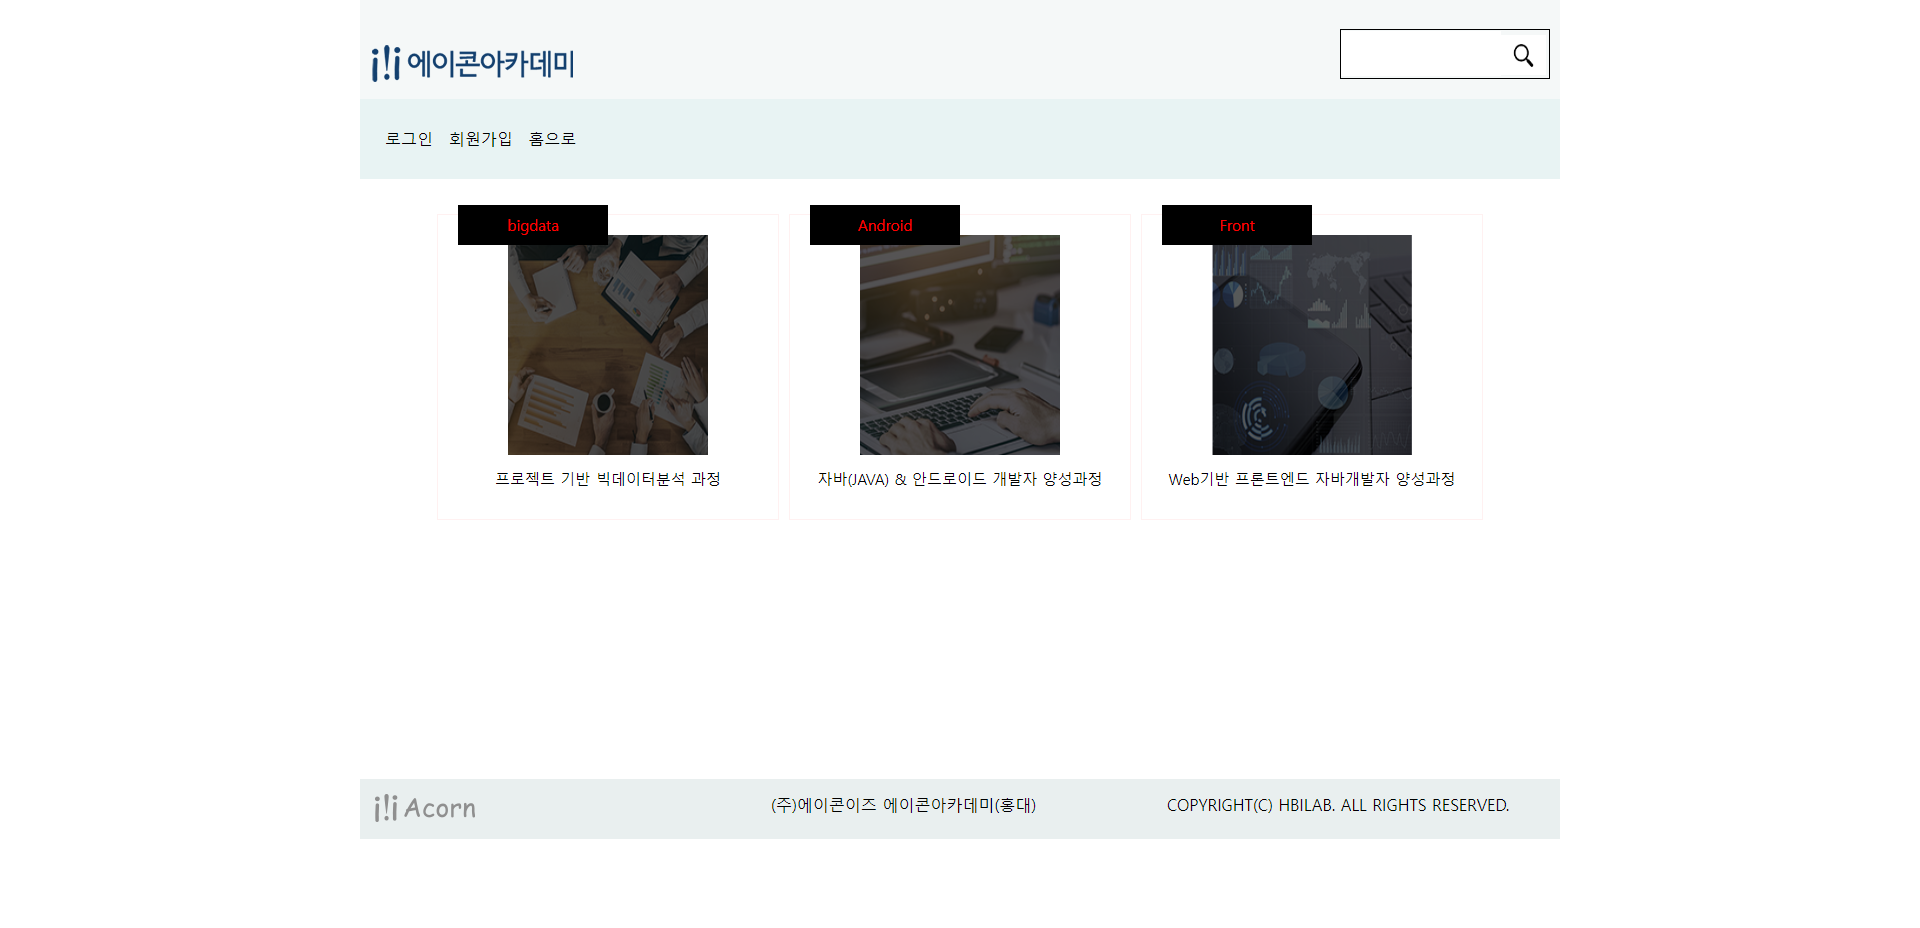 에이콘아카데미
로그인 회원가입 홈으로
bigdata
Android
Front
프로젝트 기반 빅데이터분석 과정
자바(JAVA) & 안드로이드 개발자 양성과정
Web기반 프론트엔드 자바개발자 양성과정
Acorn
(주)에이콘이즈 에이콘아카데미(홍대)
COPYRIGHT(C) HBILAB. ALL RIGHTS RESERVED.